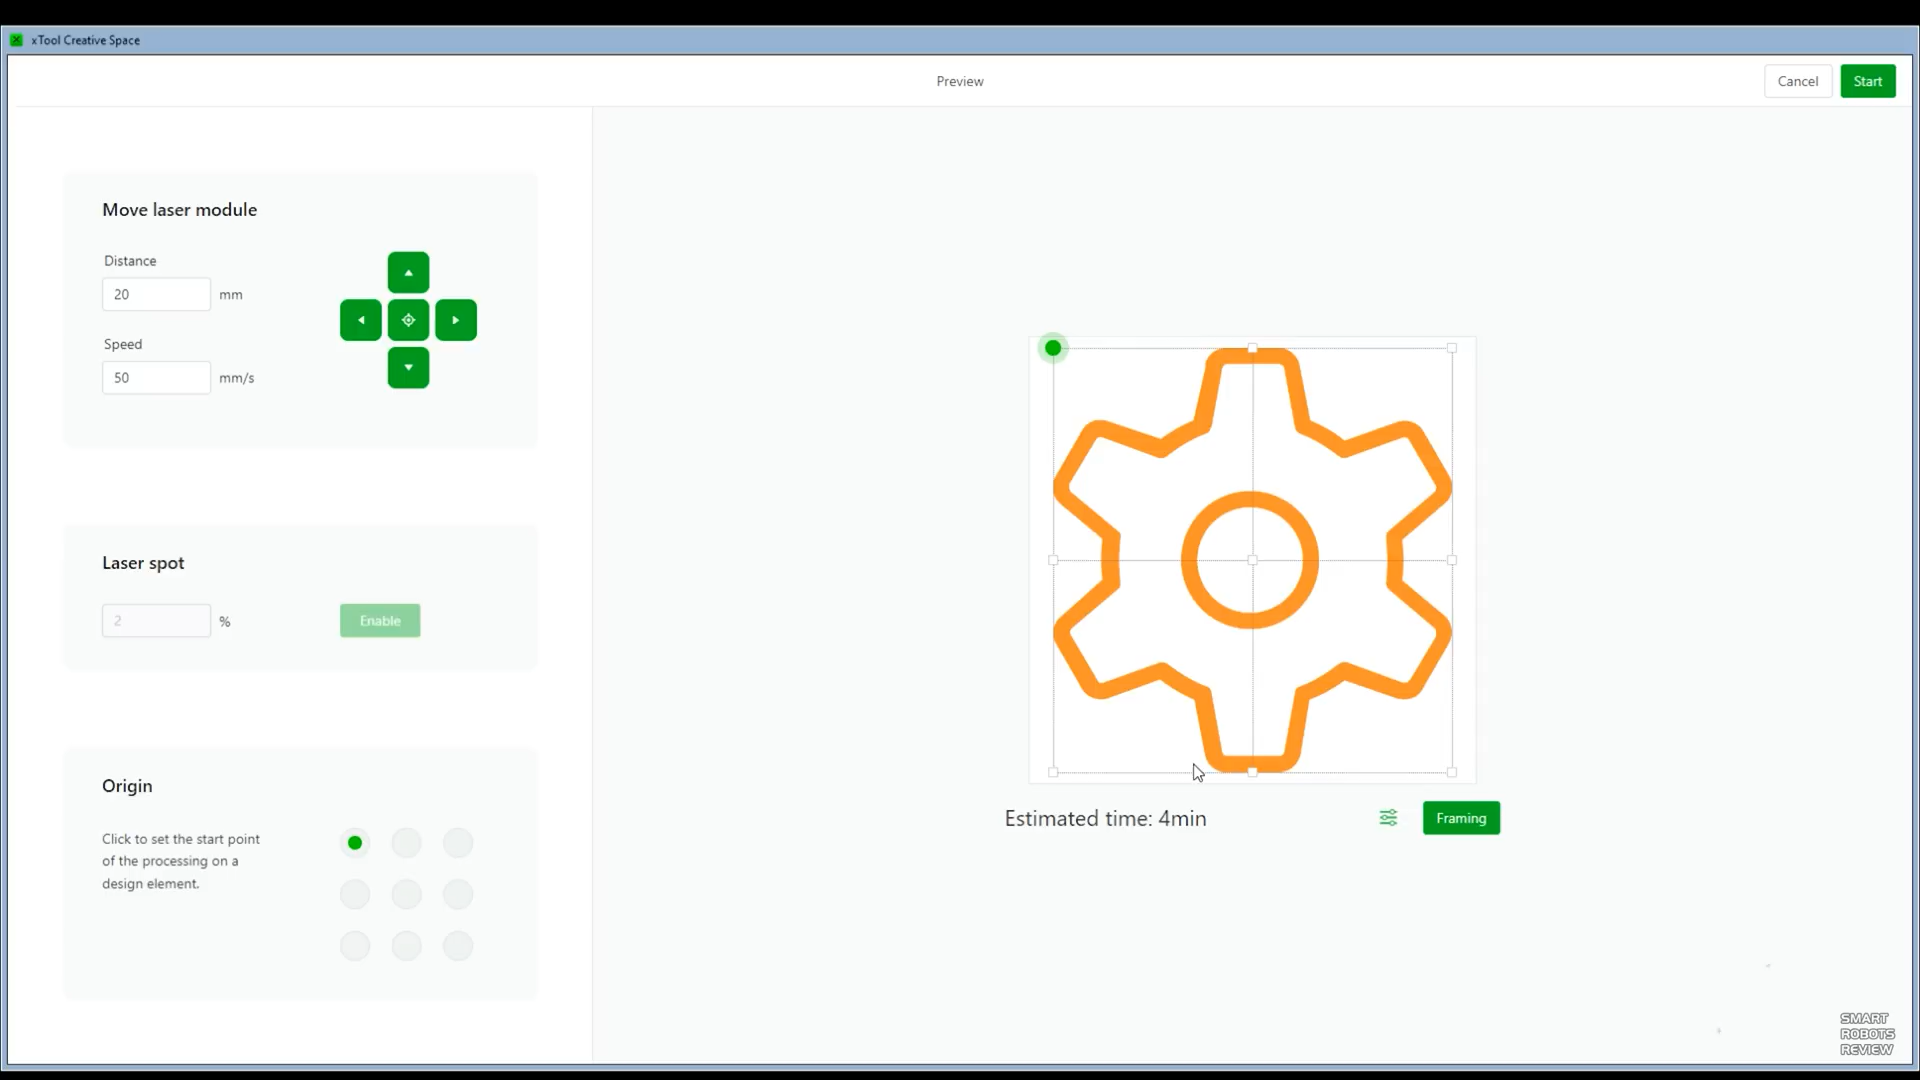 xTool Creative Space
Preview
Cancel
Start
Move laser module
Distance
20 mm
Speed
50 mm/s
Laser spot
2 %
Enable
Origin
Click to set the start point
of the processing on a
design element.
Estimated time: 4min
Framing
SMART
ROBOTS
REVIEW